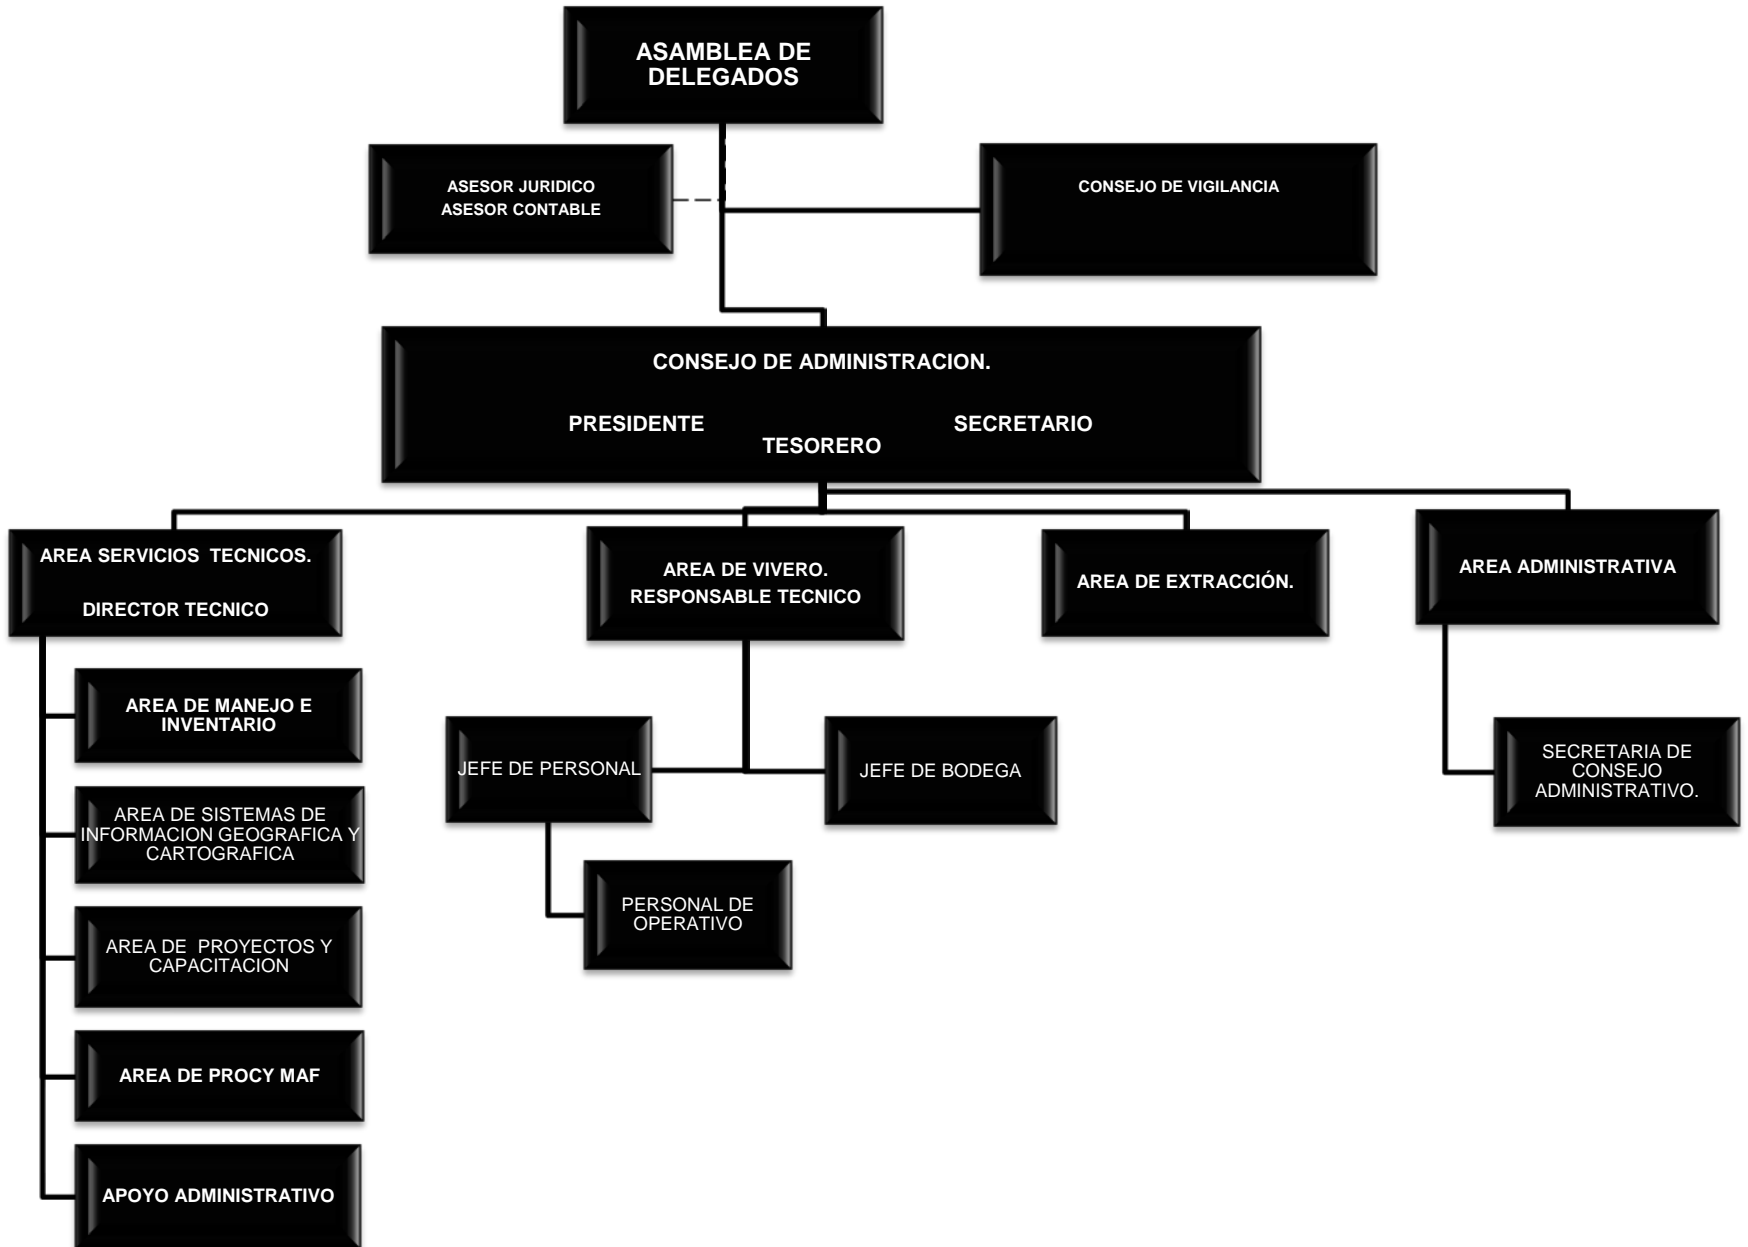 ASAMBLEA DE
DELEGADOS
ASESOR JURIDICO
ASESOR CONTABLE
CONSEJO DE VIGILANCIA
CONSEJO DE ADMINISTRACION.
PRESIDENTE SECRETARIO
TESORERO
AREA SERVICIOS TECNICOS.
DIRECTOR TECNICO
AREA DE VIVERO.
RESPONSABLE TECNICO
AREA DE EXTRACCIÓN.
AREA ADMINISTRATIVA
AREA DE MANEJO E
INVENTARIO
AREA DE SISTEMAS DE
INFORMACION GEOGRAFICA Y
CARTOGRAFICA
AREA DE PROYECTOS Y
CAPACITACION
AREA DE PROCY MAF
APOYO ADMINISTRATIVO
JEFE DE PERSONAL
JEFE DE BODEGA
PERSONAL DE
OPERATIVO
SECRETARIA DE
CONSEJO
ADMINISTRATIVO.